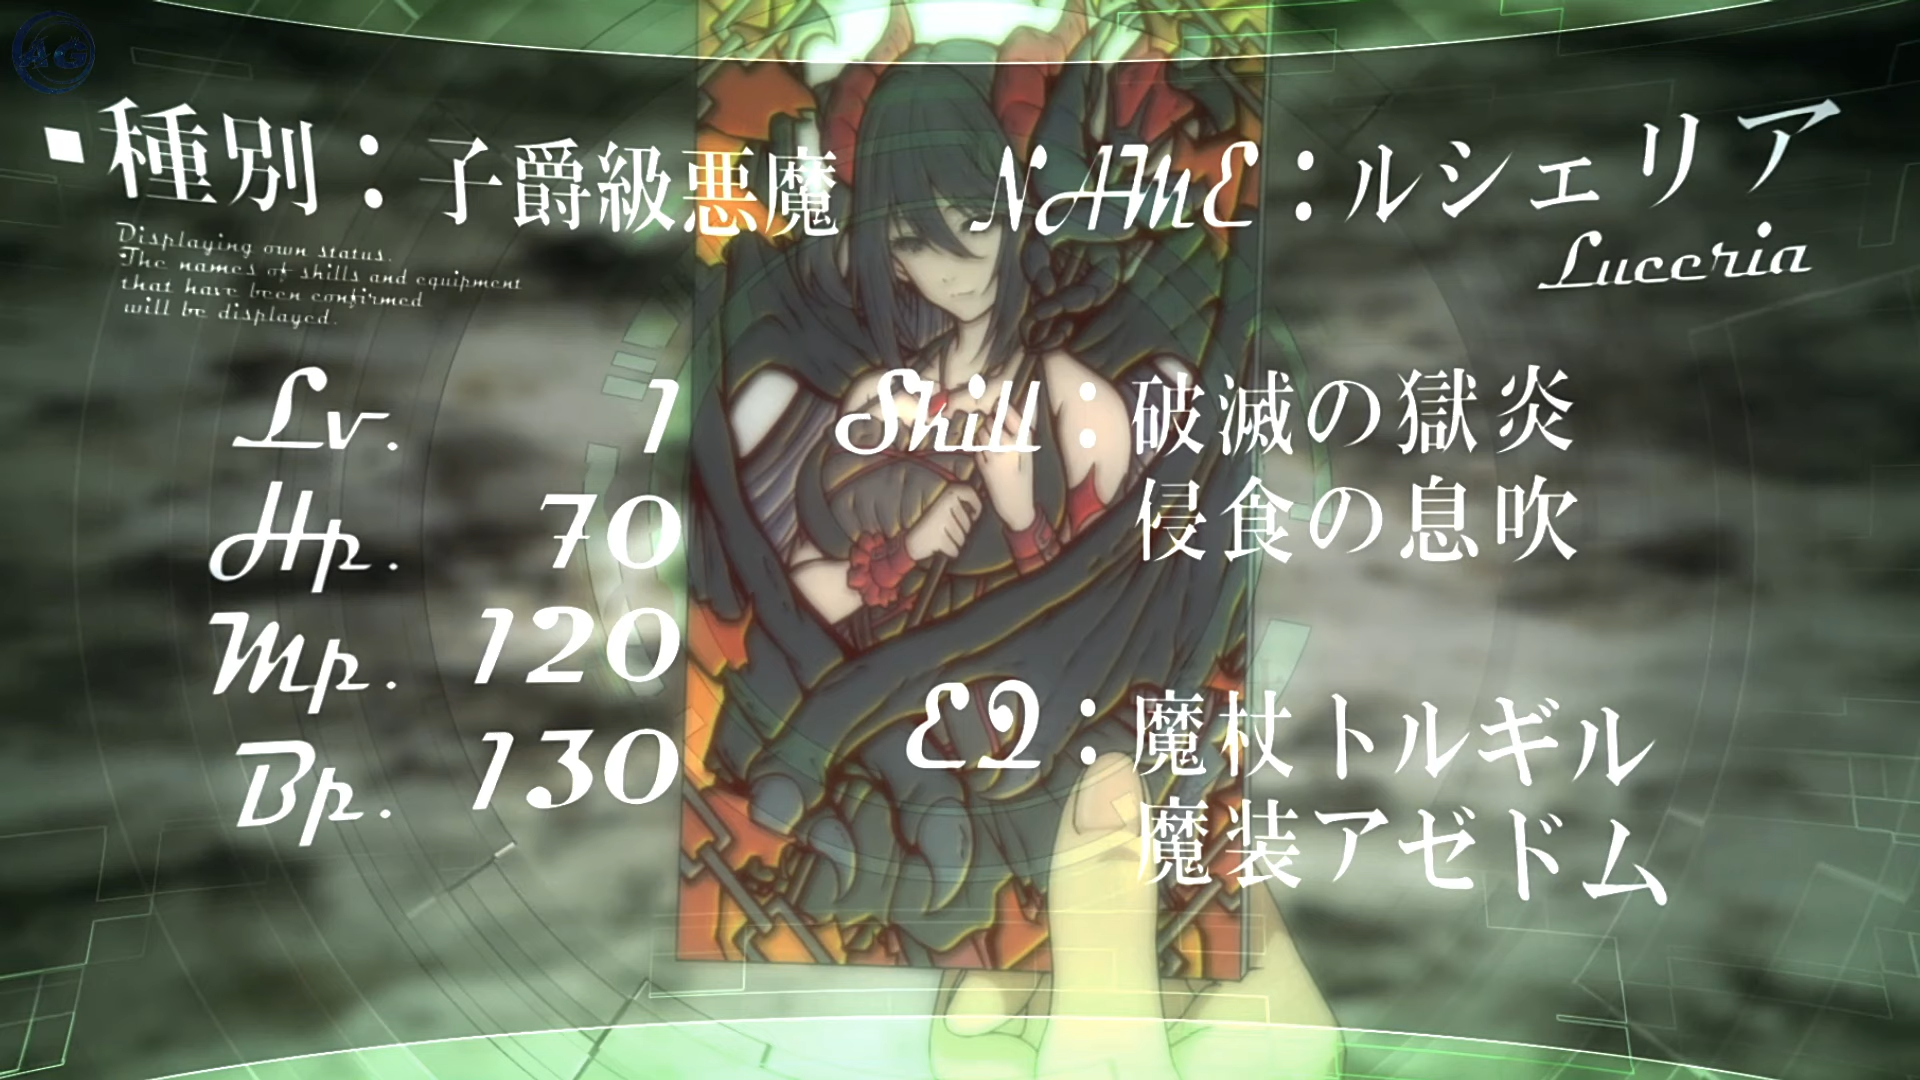 AG
種別：子爵級悪魔
NAME：ルシェリア
Luceria
Displaying own status.
The names of skills and equipment
that have been confirmed
will be displayed.
Lv. 1
Hp. 70
Mp. 120
Bp. 130
Skill：破滅の獄炎
侵食の息吹
EQ：魔杖トルギル
魔装アゼドム